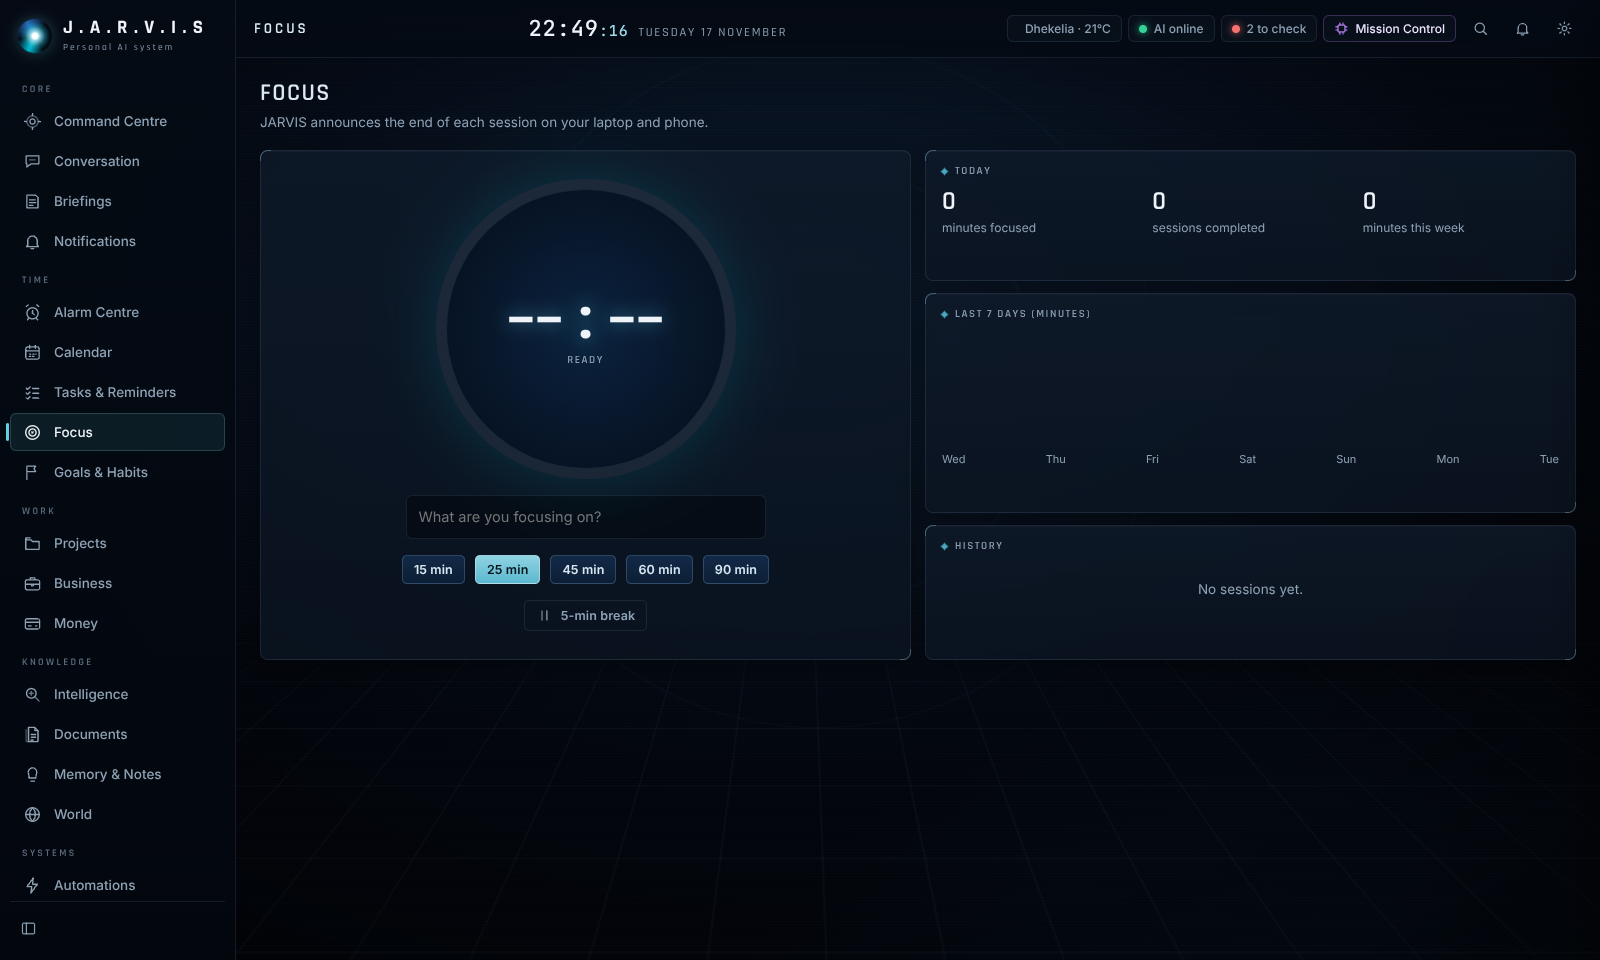 J.A.R.V.I.S
Personal AI system
CORE
Command Centre
Conversation
Briefings
Notifications
TIME
Alarm Centre
Calendar
Tasks & Reminders
Focus
Goals & Habits
WORK
Projects
Business
Money
KNOWLEDGE
Intelligence
Documents
Memory & Notes
World
SYSTEMS
Automations
FOCUS
22:49:16 TUESDAY 17 NOVEMBER
Dhekelia · 21°C
AI online
2 to check
Mission Control
FOCUS
JARVIS announces the end of each session on your laptop and phone.
--:--
READY
What are you focusing on?
15 min 25 min 45 min 60 min 90 min
5-min break
TODAY
0 0 0
minutes focused sessions completed minutes this week
LAST 7 DAYS (MINUTES)
Wed Thu Fri Sat Sun Mon Tue
HISTORY
No sessions yet.